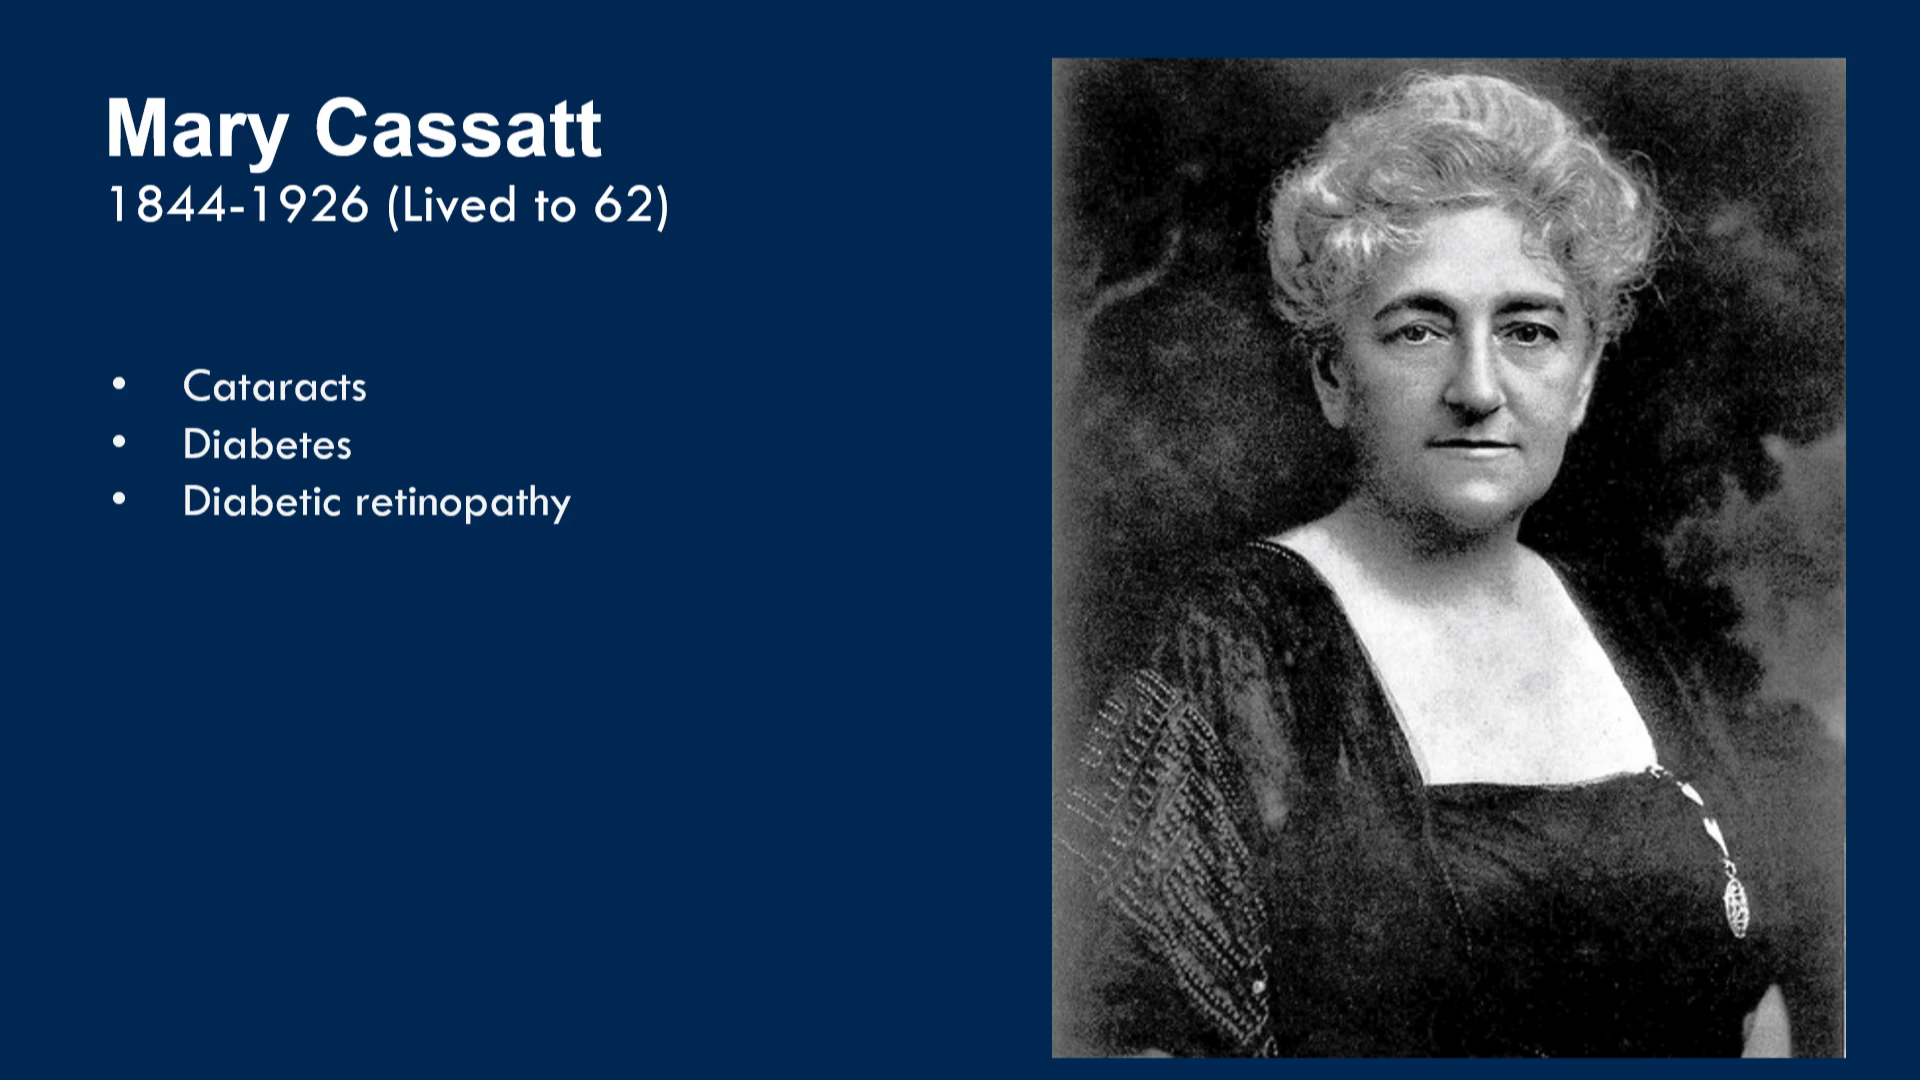 Mary Cassatt
1844-1926 (Lived to 62)
• Cataracts
• Diabetes
• Diabetic retinopathy